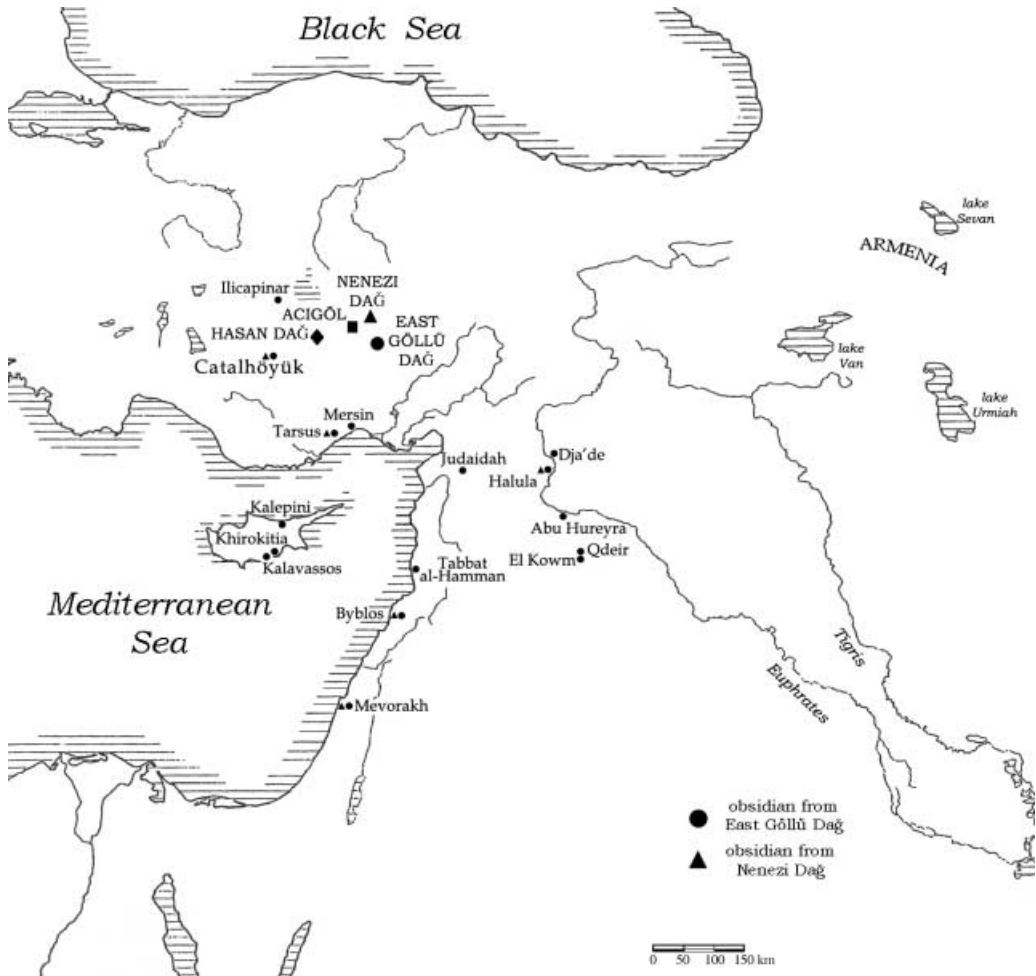 Black Sea
lake
Sevan
ARMENIA
NENEZI
DAĞ
Ilicapinar
ACIGÖL
EAST
GÖLLÜ
DAĞ
HASAN DAĞ
Catalhöyük
lake
Van
lake
Urmiah
Mersin
Tarsus
Judaidah
Dja'de
Halula
Abu Hureyra
Qdeir
El Kowm
Kalepini
Khirokitia
Kalavassos
Tabbat
al-Hamman
Byblos
Mediterranean
Sea
Mevorakh
Tigris
Euphrates
obsidian from
East Göllü Dağ
obsidian from
Nenezi Dağ
0 50 100 150 km